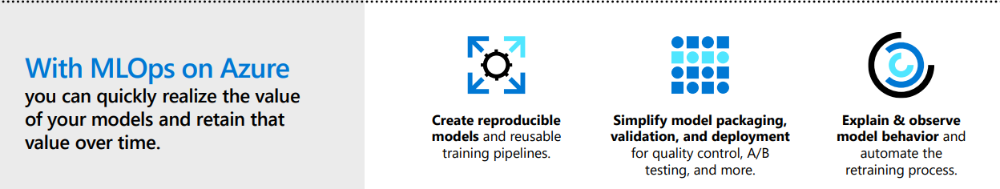 With MLOps on Azure
you can quickly realize the value
of your models and retain that
value over time.
Create reproducible
models and reusable
training pipelines.
Simplify model packaging,
validation, and deployment
for quality control, A/B
testing, and more.
Explain & observe
model behavior and
automate the
retraining process.